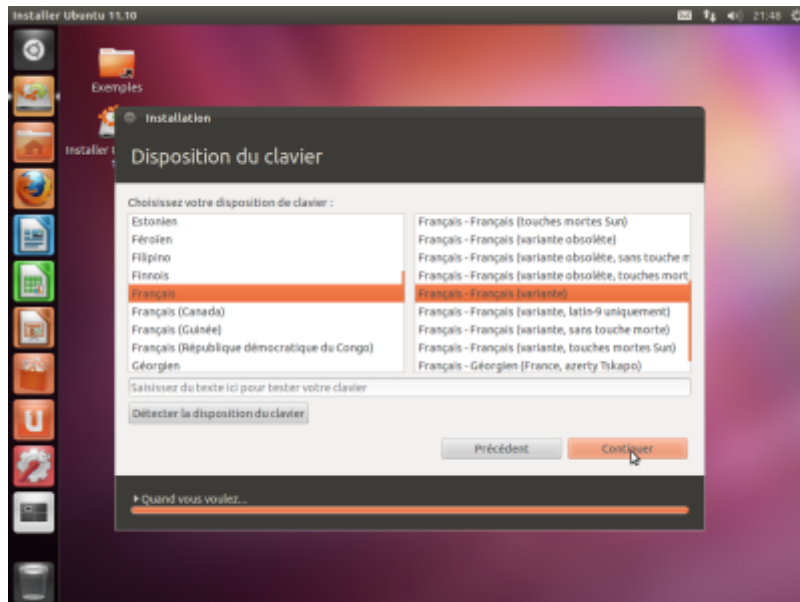 Installer Ubuntu 11.10
21:48
Exemples
Installer
Installation
Disposition du clavier
Choisissez votre disposition de clavier :
Estonien
Féroïen
Filipino
Finnois
Français
Français (Canada)
Français (Guinée)
Français (République démocratique du Congo)
Géorgien
Français - Français (touches mortes Sun)
Français - Français (variante obsolète)
Français - Français (variante obsolète, sans touche m
Français - Français (variante obsolète, touches mort
Français - Français (variante)
Français - Français (variante, latin-9 uniquement)
Français - Français (variante, sans touche morte)
Français - Français (variante, touches mortes Sun)
Français - Géorgien (France, azerty Tskapo)
Saisissez du texte ici pour tester votre clavier
Détecter la disposition du clavier
Précédent
Continuer
Quand vous voulez...